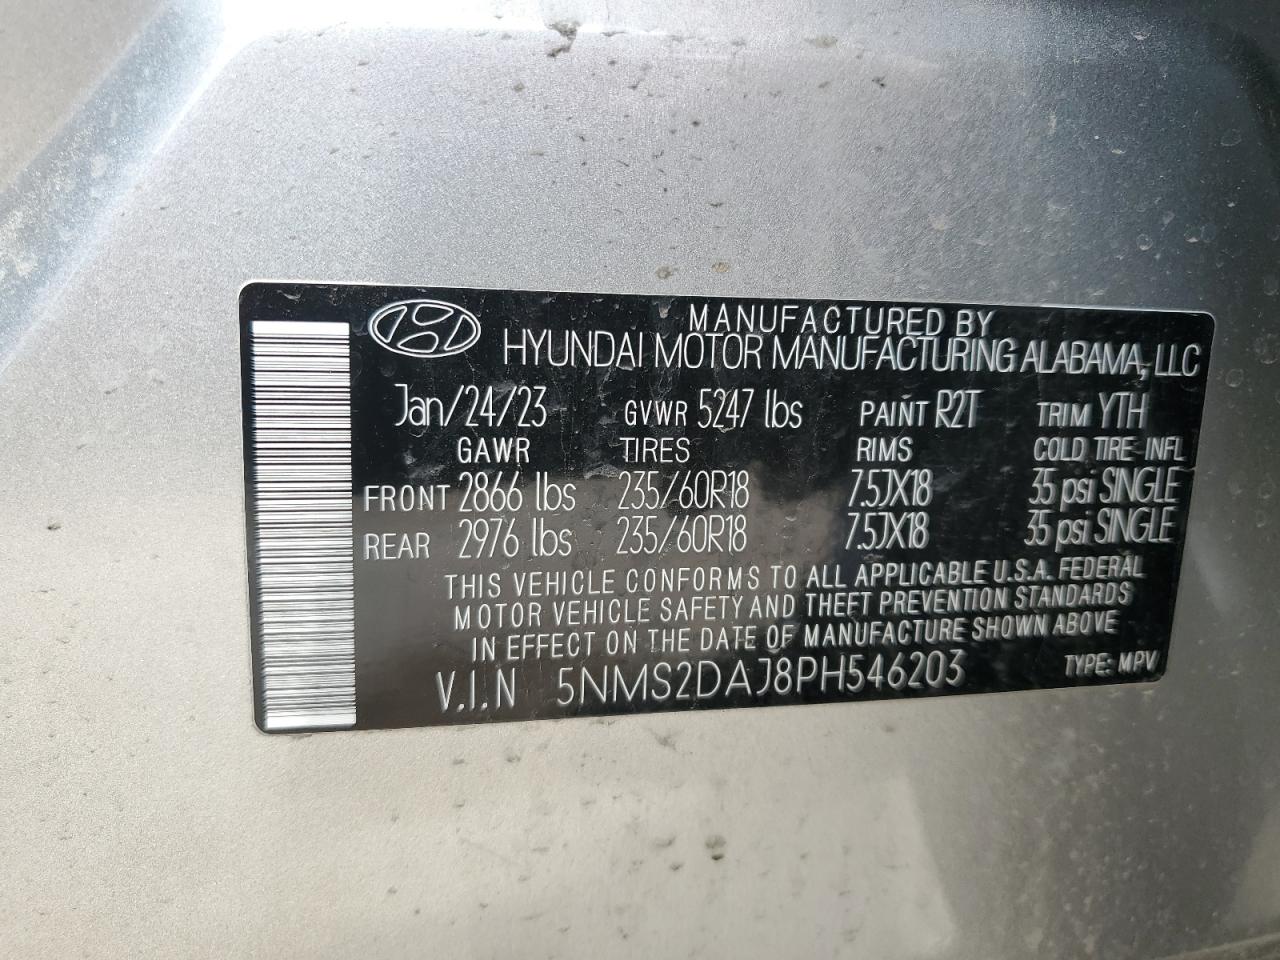 MANUFACTURED BY
HYUNDAI MOTOR MANUFACTURING ALABAMA, LLC
Jan/24/23 GVWR 5247 lbs PAINT R2T TRIM YTH
GAWR TIRES RIMS COLD TIRE INFL
FRONT 2866 lbs 235/60R18 7.5JX18 35 psi SINGLE
REAR 2976 lbs 235/60R18 7.5JX18 35 psi SINGLE
THIS VEHICLE CONFORMS TO ALL APPLICABLE U.S.A. FEDERAL
MOTOR VEHICLE SAFETY AND THEFT PREVENTION STANDARDS
IN EFFECT ON THE DATE OF MANUFACTURE SHOWN ABOVE
V.I.N 5NMS2DAJ8PH546203 TYPE: MPV